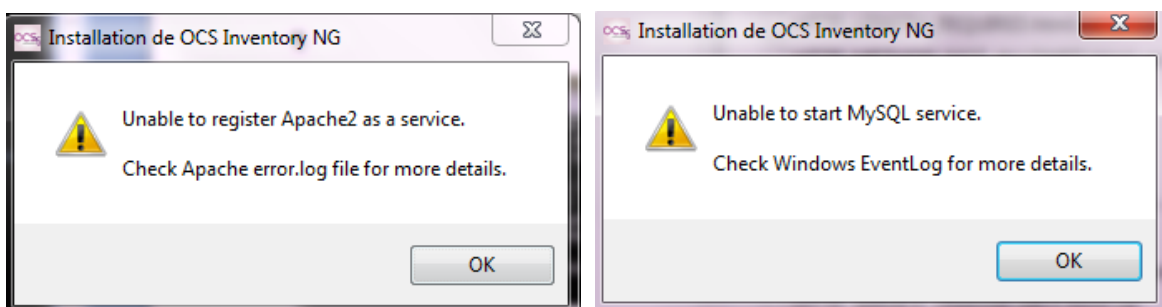 Installation de OCS Inventory NG
Unable to register Apache2 as a service.
Check Apache error.log file for more details.
OK
Installation de OCS Inventory NG
Unable to start MySQL service.
Check Windows EventLog for more details.
OK